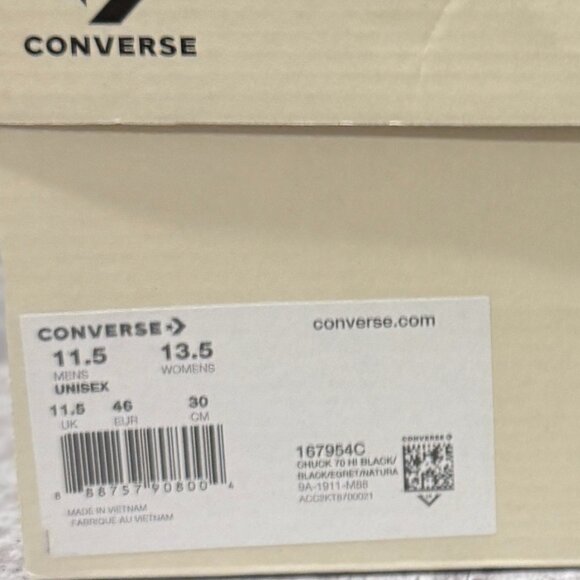 CONVERSE
CONVERSE
converse.com
11.5 13.5
MENS WOMENS
UNISEX
11.5 46 30
UK EUR CM
8 88757 90800 4
MADE IN VIETNAM
FABRIQUE AU VIETNAM
167954C
CHUCK 70 HI BLACK/
BLACK/EGRET/NATURA
9A-1911-M88
CONVERSE